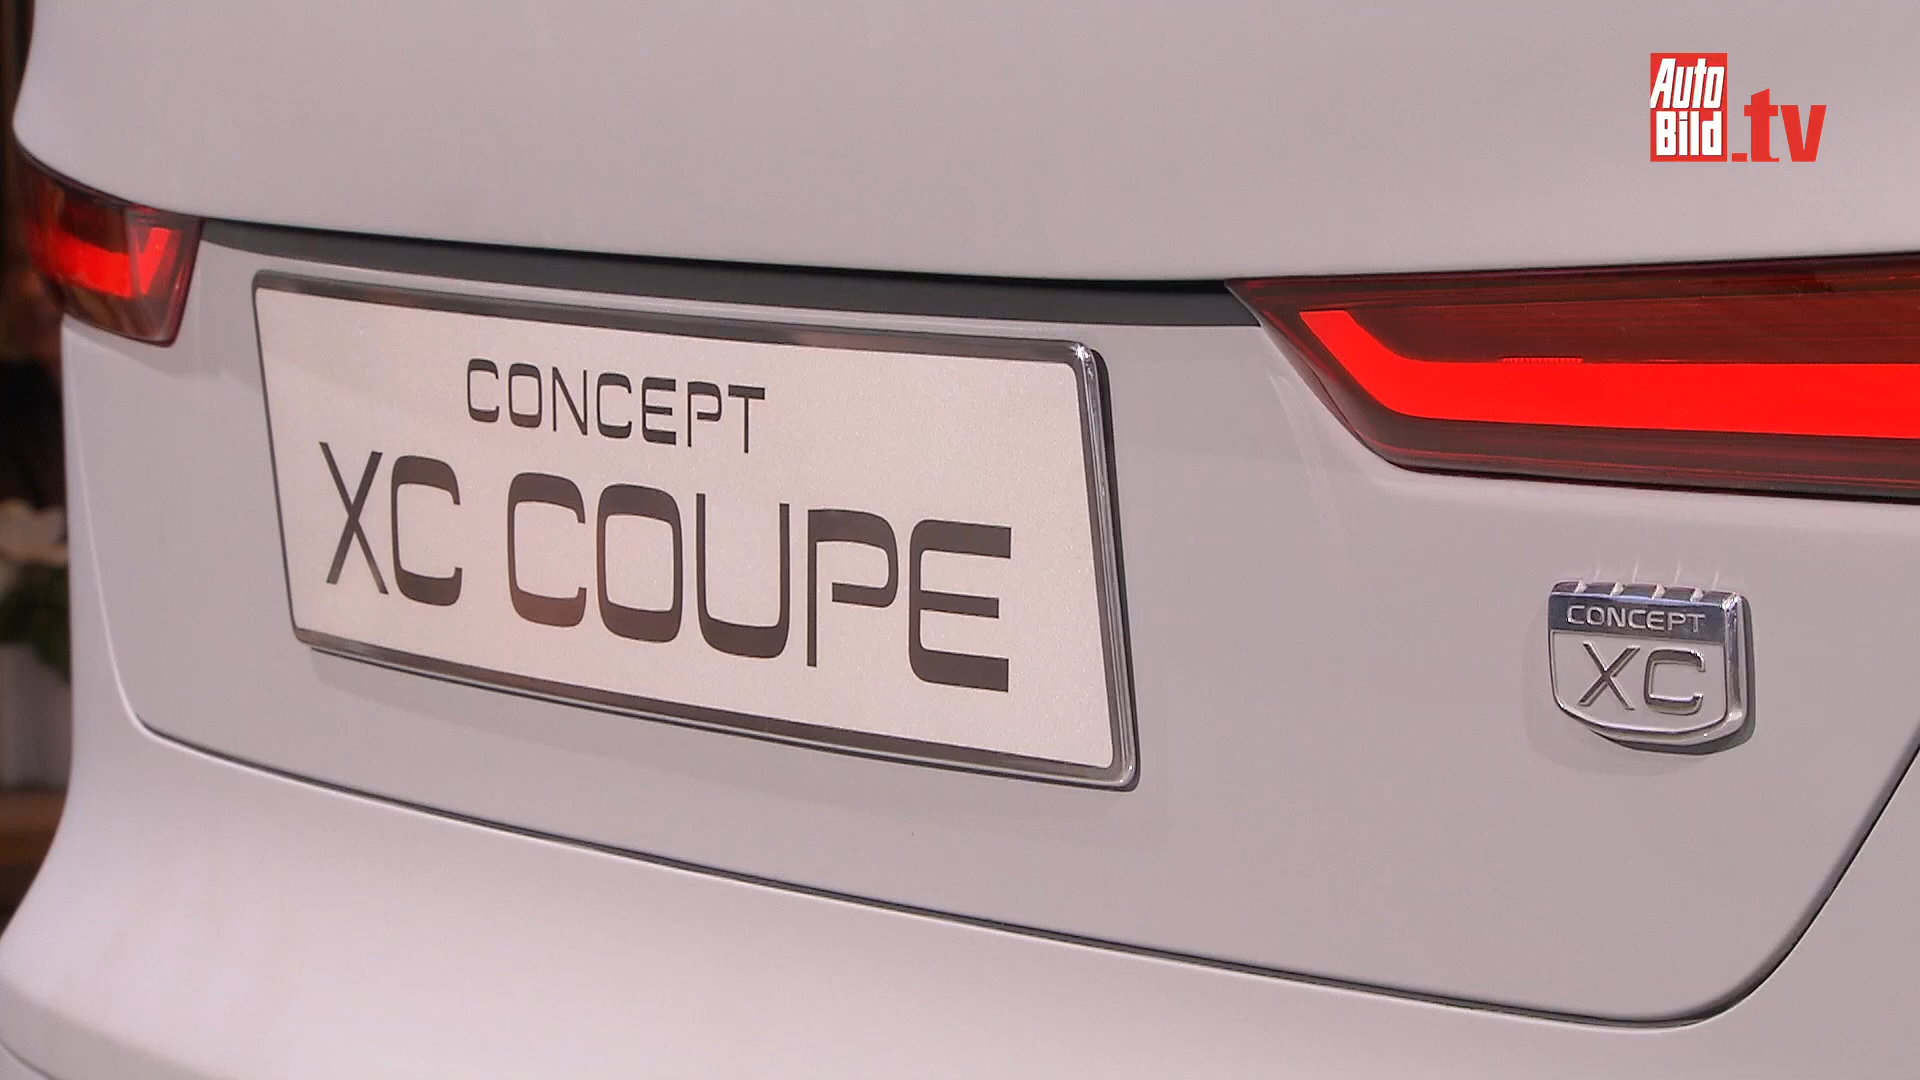 Auto
Bild.tv
CONCEPT
XC COUPE
CONCEPT
XC